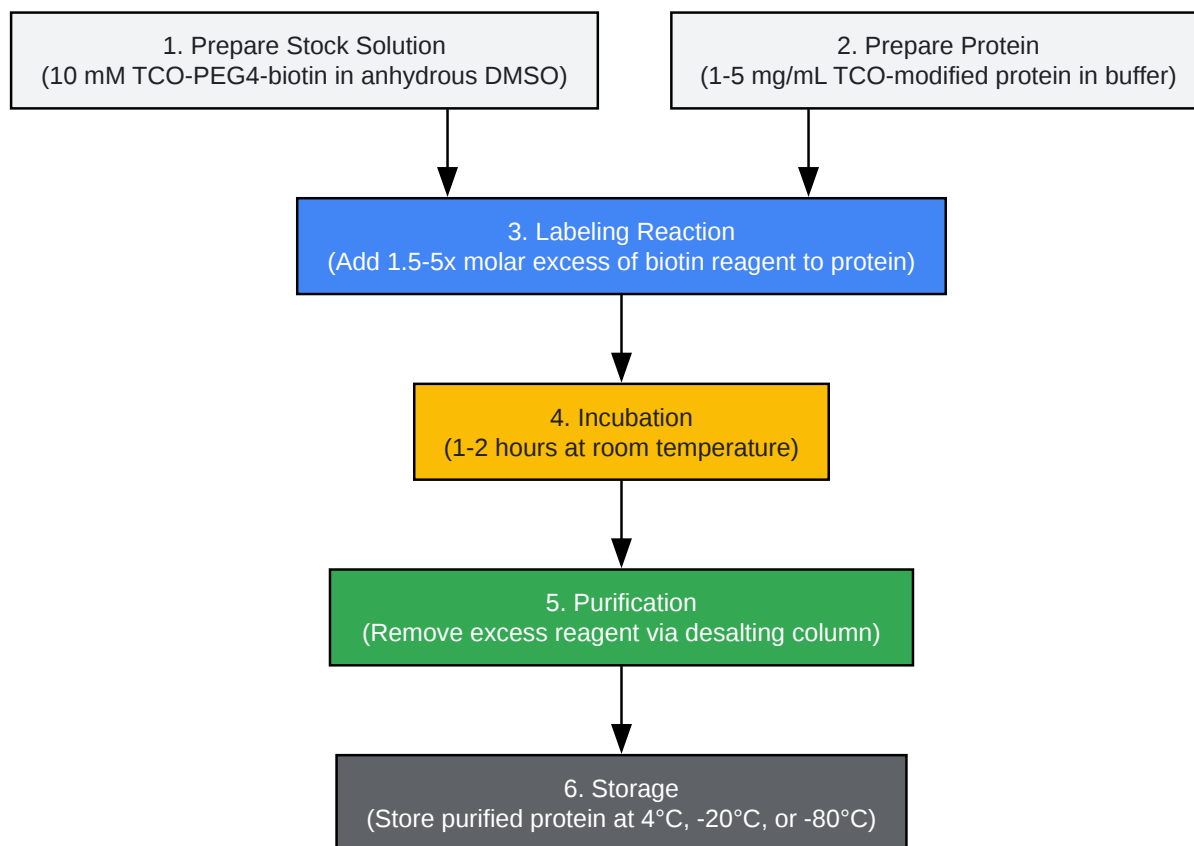 1. Prepare Stock Solution
(10 mM TCO-PEG4-biotin in anhydrous DMSO)
2. Prepare Protein
(1-5 mg/mL TCO-modified protein in buffer)
3. Labeling Reaction
(Add 1.5-5x molar excess of biotin reagent to protein)
4. Incubation
(1-2 hours at room temperature)
5. Purification
(Remove excess reagent via desalting column)
6. Storage
(Store purified protein at 4°C, -20°C, or -80°C)